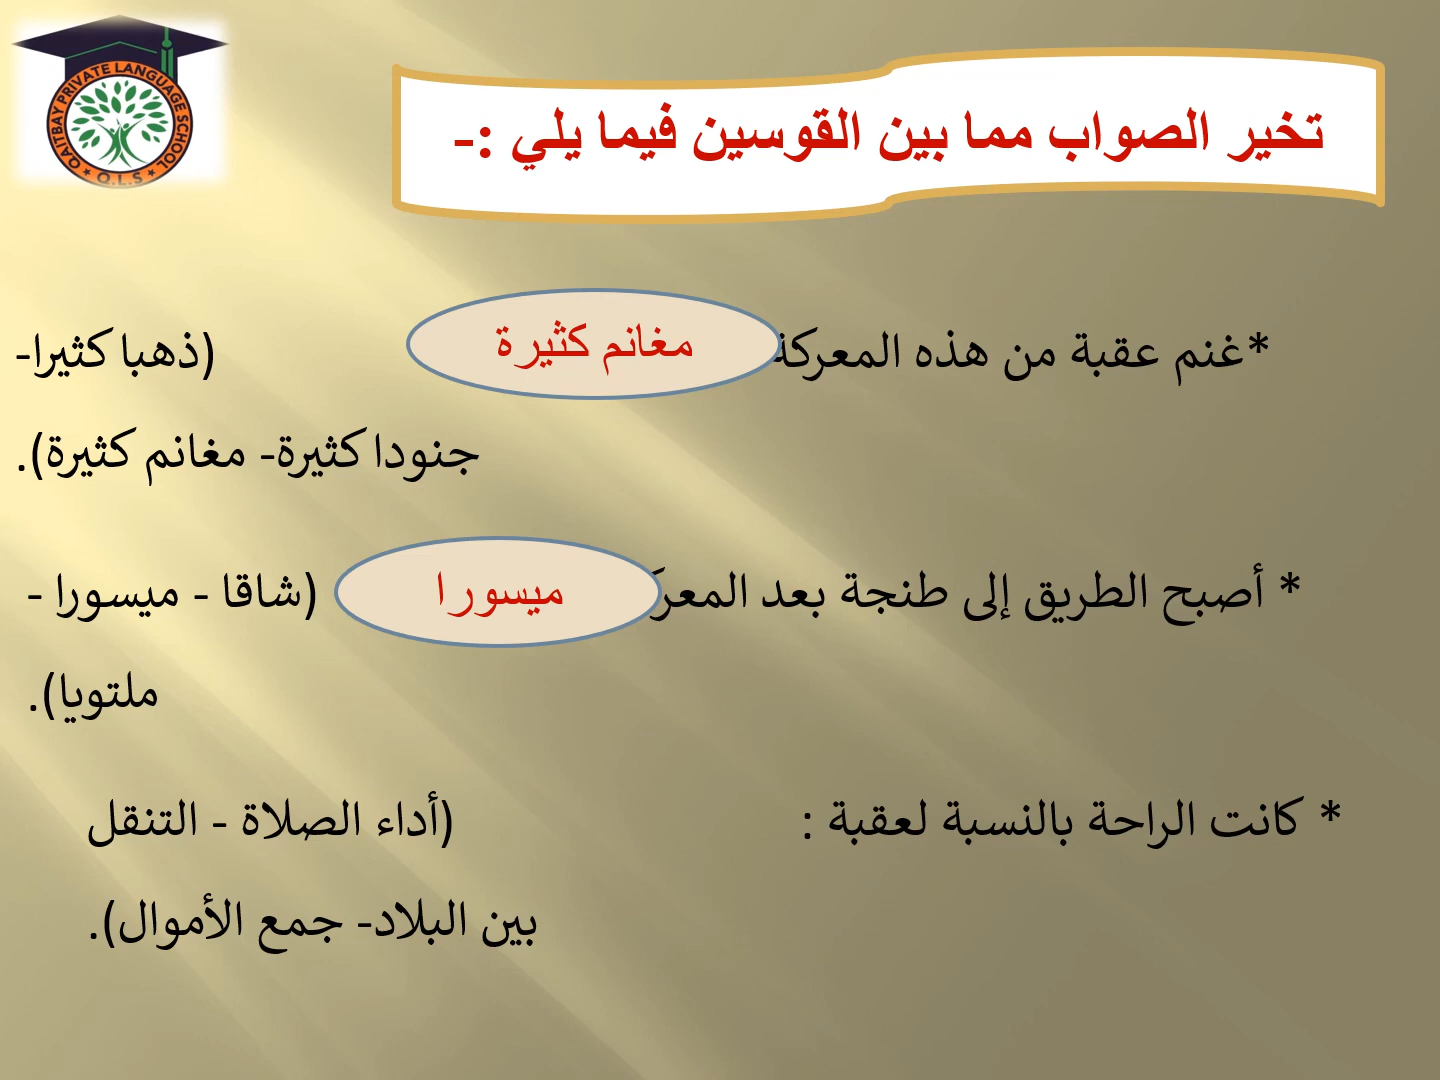 QAITBAY PRIVATE LANGUAGE SCHOOL
Q.L.S
تخير الصواب مما بين القوسين فيما يلي :-
*غنم عقبة من هذه المعركة مغانم كثيرة (ذهبا كثيرا-
جنودا كثيرة- مغانم كثيرة).
* أصبح الطريق إلى طنجة بعد ميسورا (شاقا - ميسورا -
ملتويا).
* كانت الراحة بالنسبة لعقبة : (أداء الصلاة - التنقل
بين البلاد- جمع الأموال).